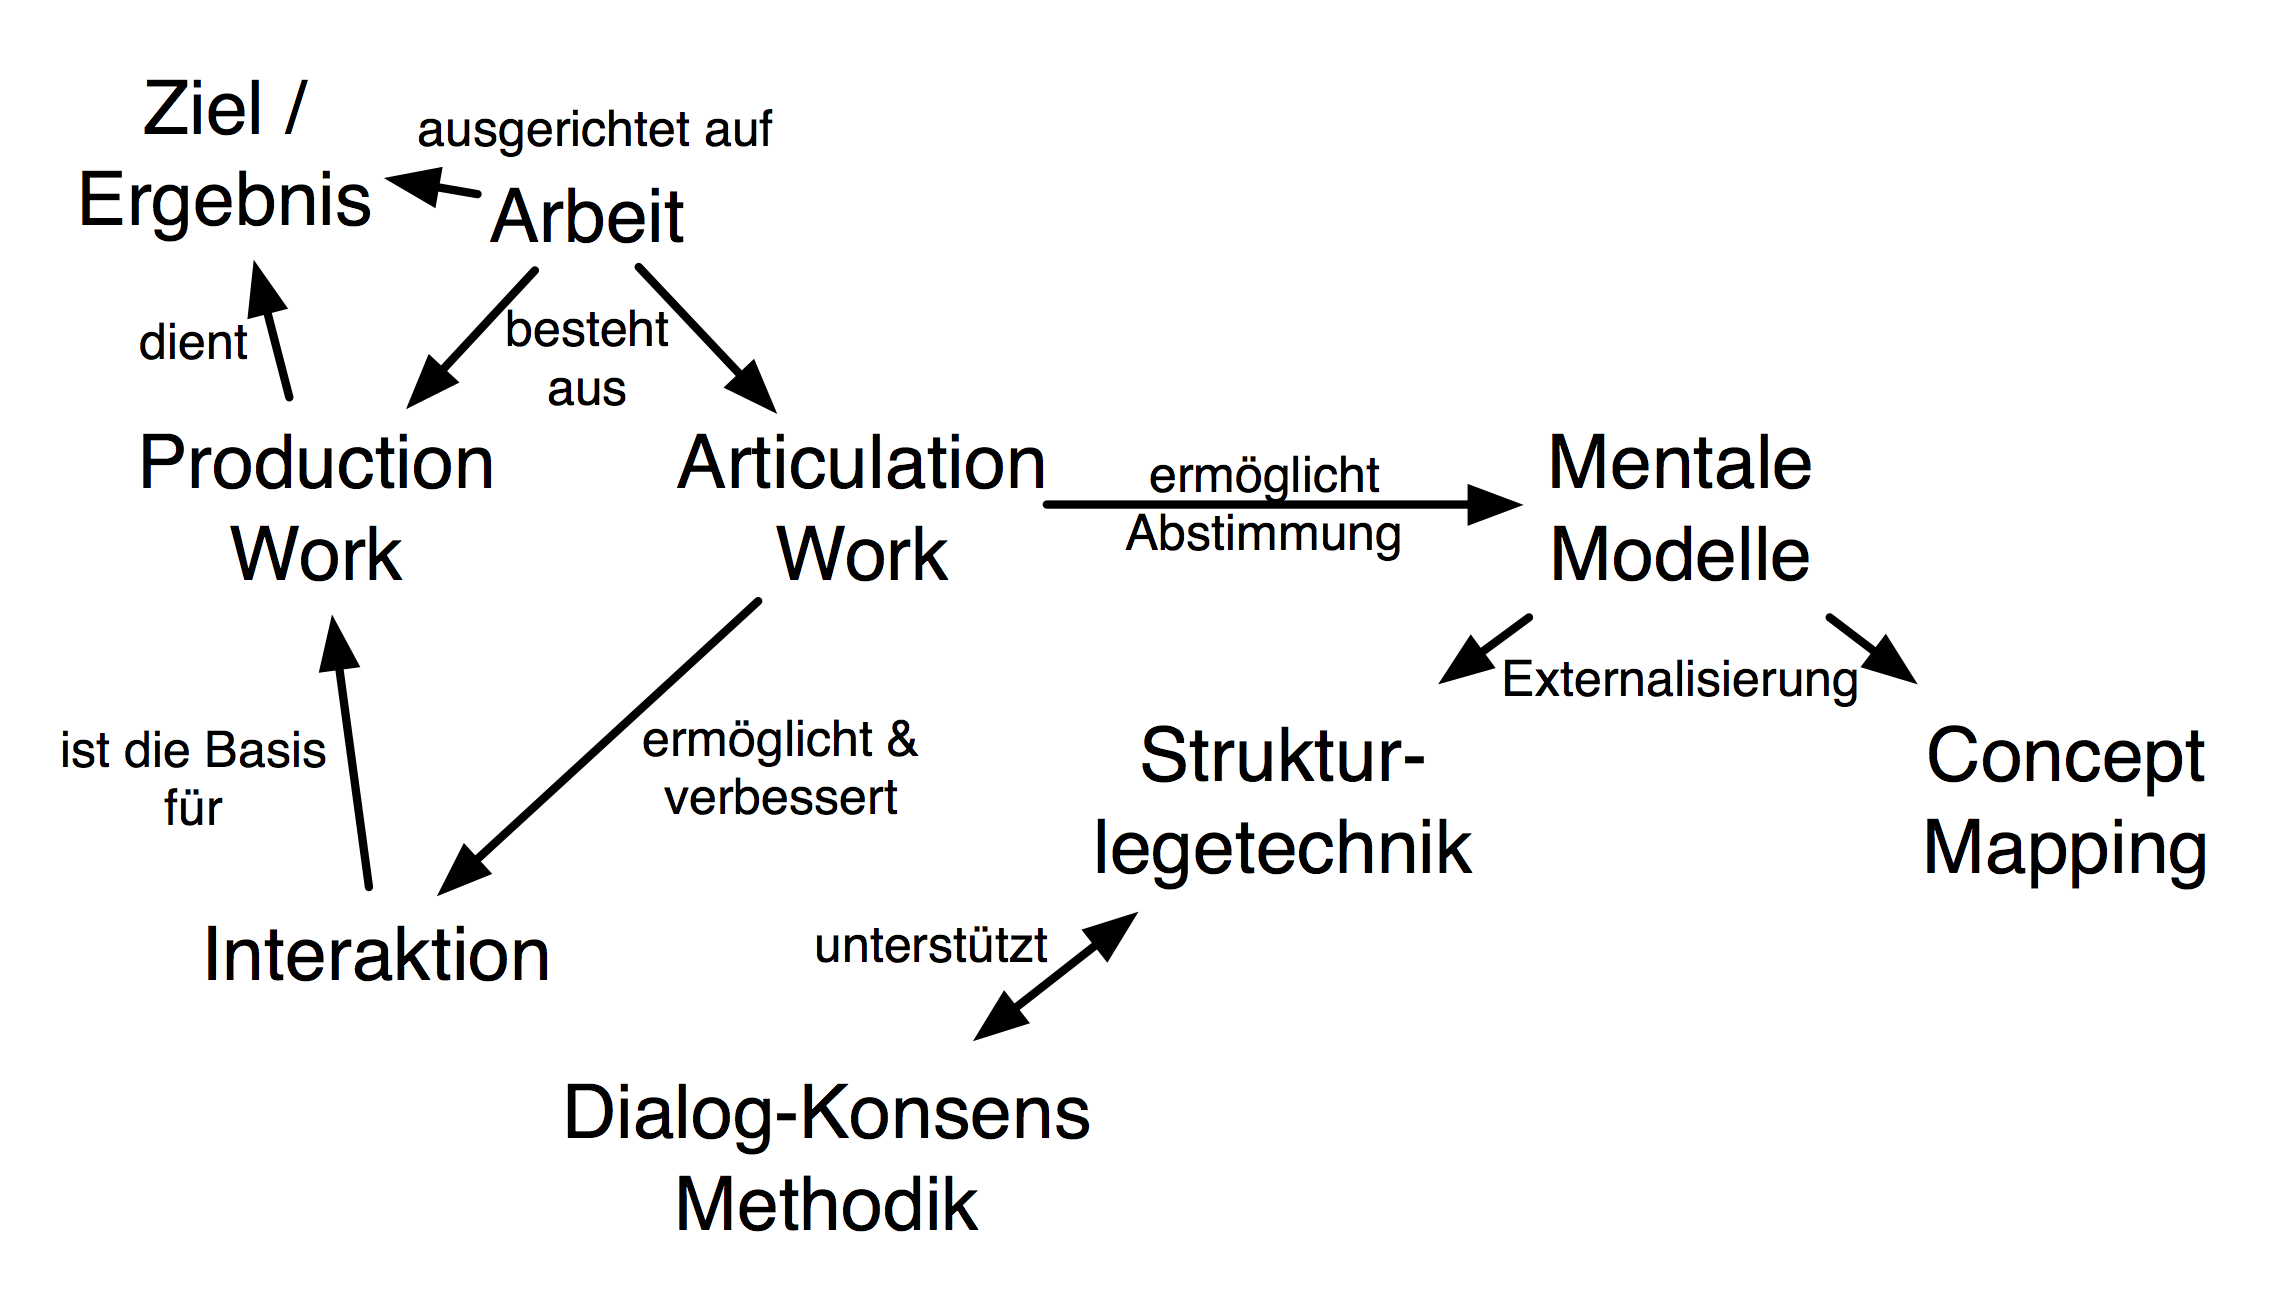 Ziel /
Ergebnis
ausgerichtet auf
Arbeit
dient
besteht
aus
Production
Work
Articulation
Work
ermöglicht
Abstimmung
Mentale
Modelle
Externalisierung
ist die Basis
für
ermöglicht &
verbessert
Struktur-
legetechnik
Concept
Mapping
Interaktion
unterstützt
Dialog-Konsens
Methodik